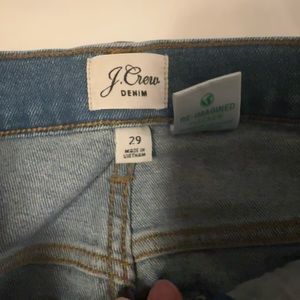 J.Crew
DENIM
RE-IMAGINED
29
MADE IN
VIETNAM